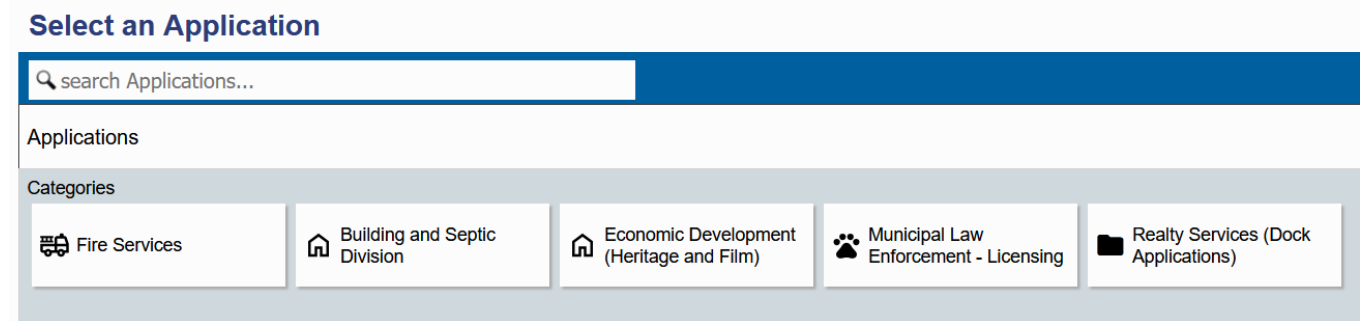 Select an Application
search Applications...
Applications
Categories
Fire Services
Building and Septic
Division
Economic Development
(Heritage and Film)
Municipal Law
Enforcement - Licensing
Realty Services (Dock
Applications)